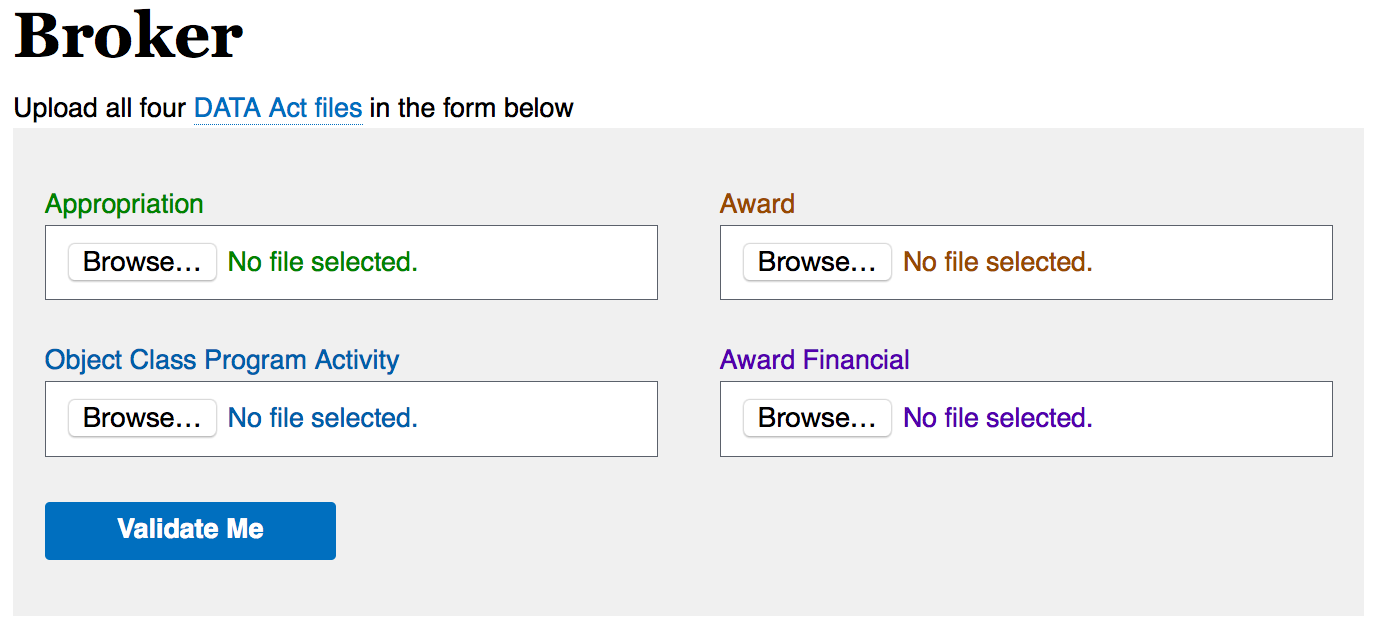 Broker
Upload all four DATA Act files in the form below
Appropriation
Browse... No file selected.
Award
Browse... No file selected.
Object Class Program Activity
Browse... No file selected.
Award Financial
Browse... No file selected.
Validate Me